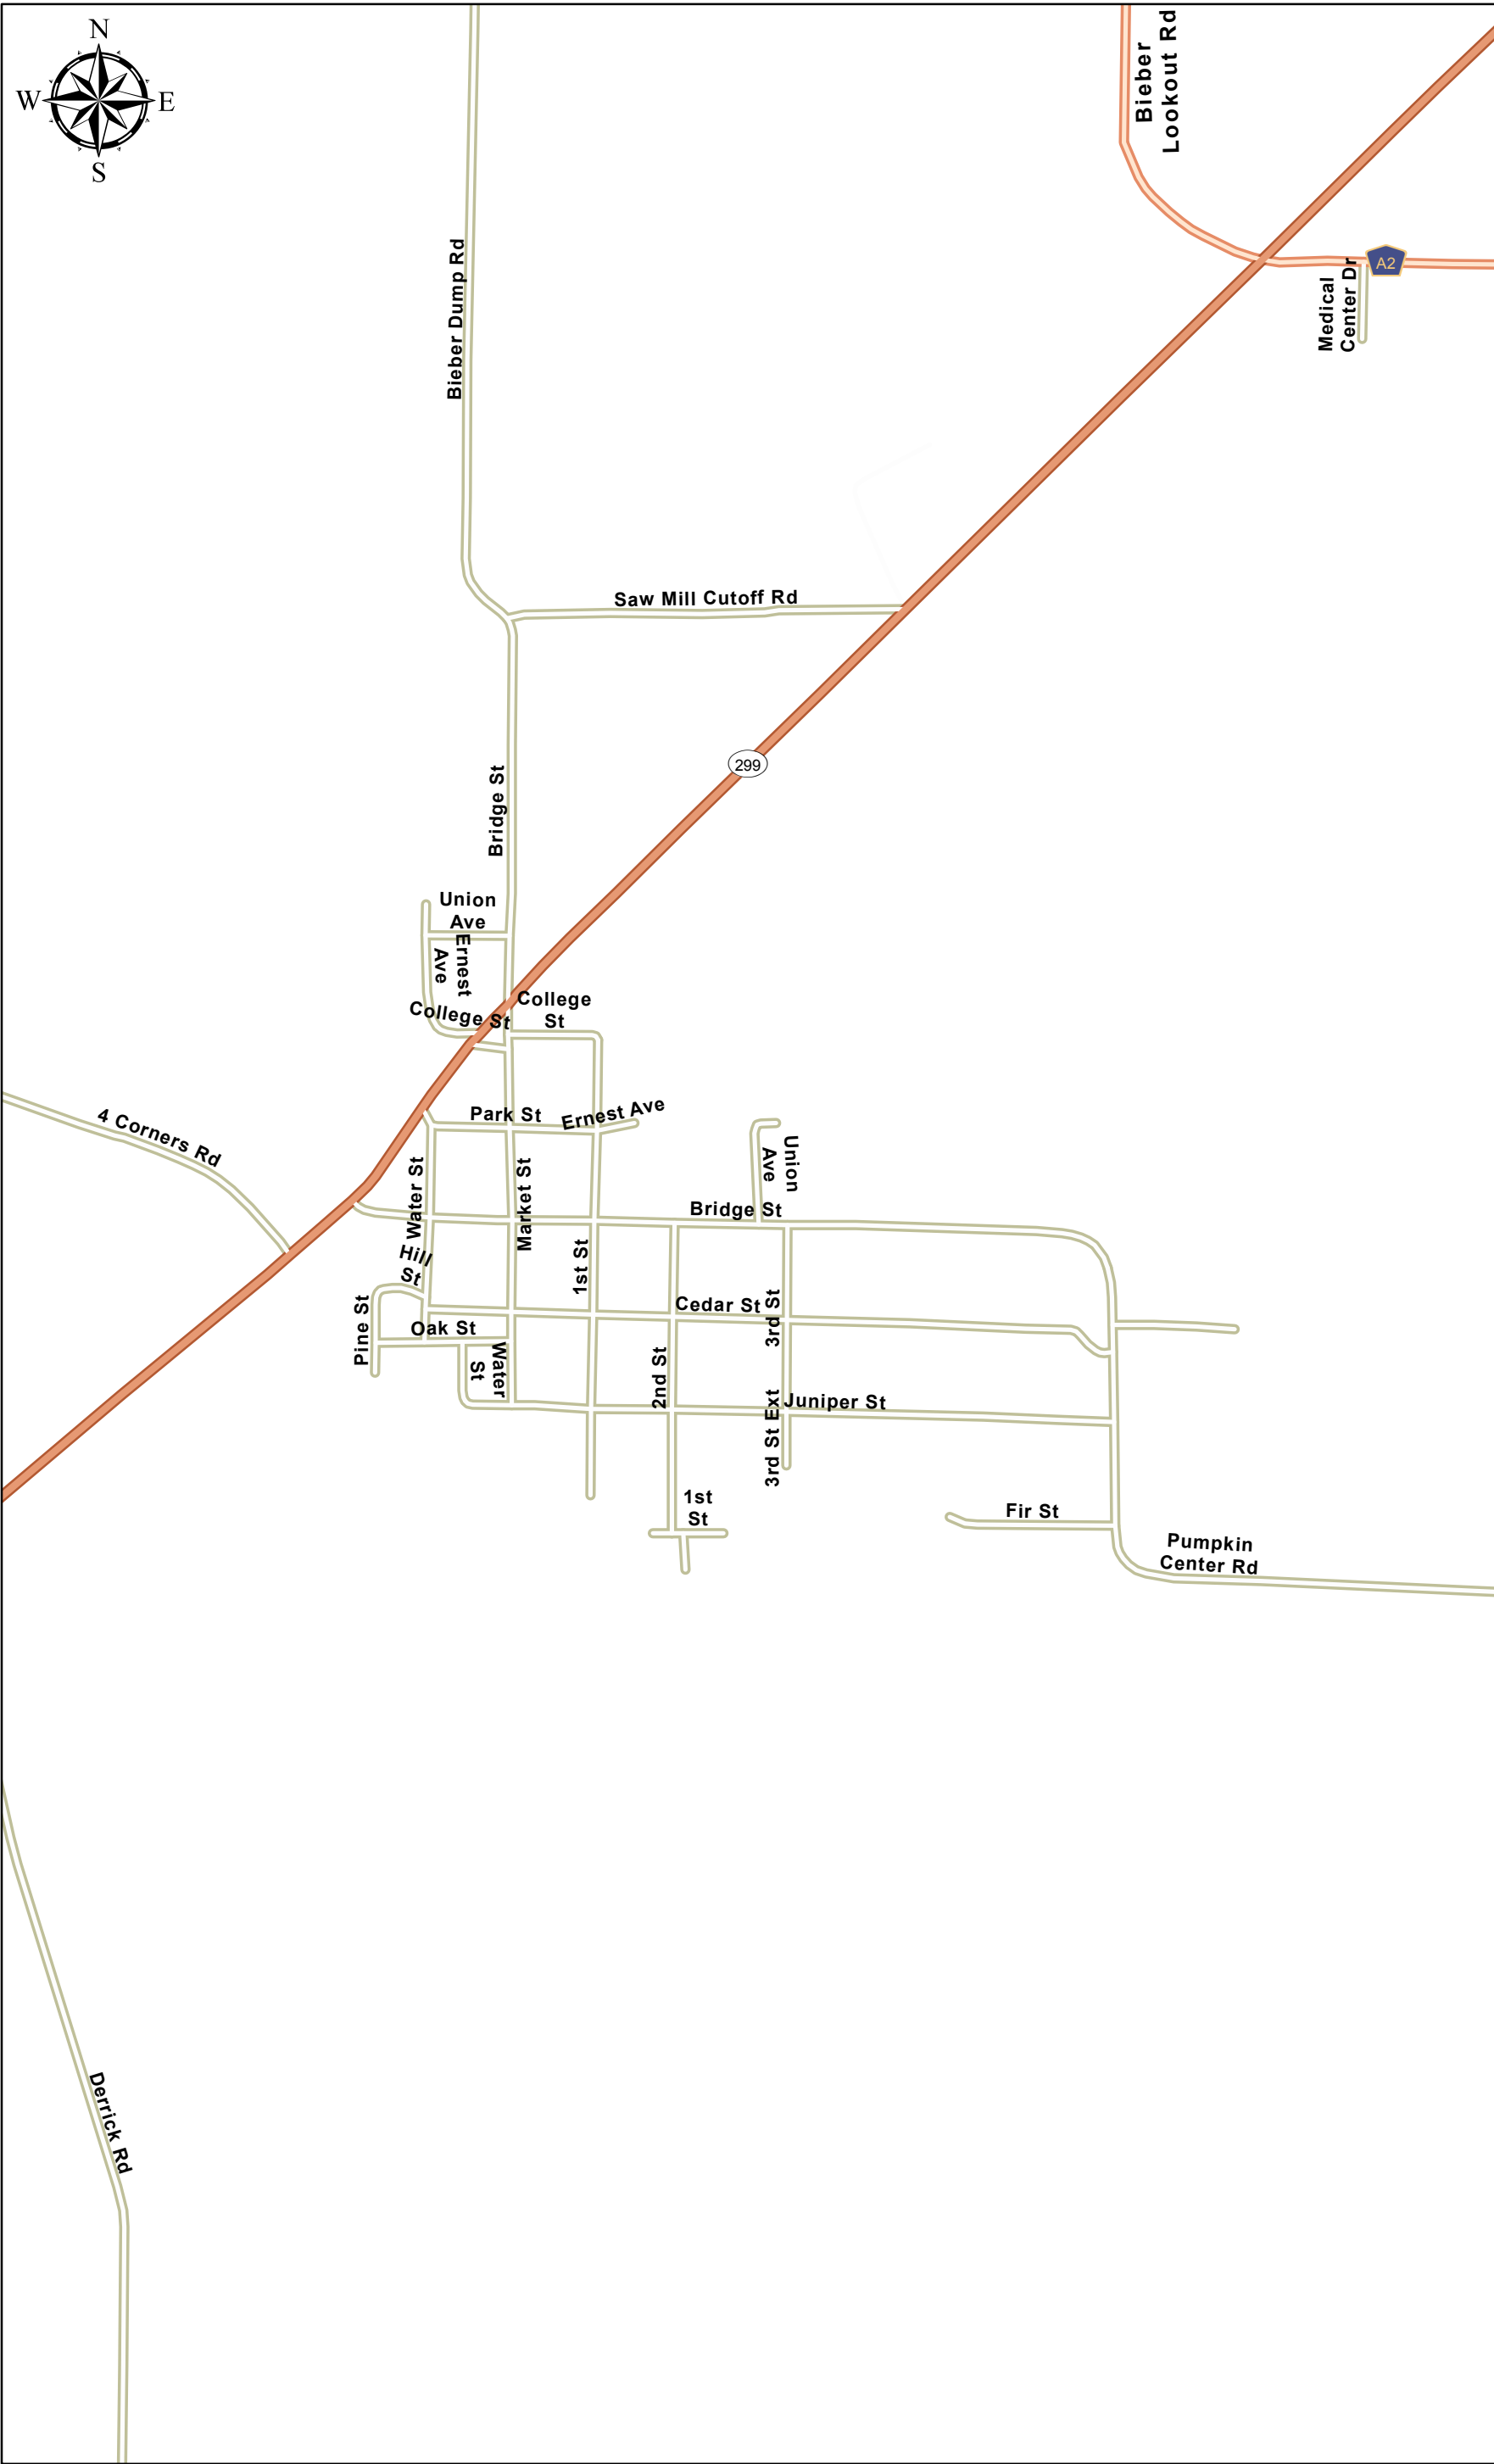 N
W
E
S
Bieber
Lookout Rd
A2
Medical
Center Dr
Bieber Dump Rd
Saw Mill Cutoff Rd
299
Bridge St
Union
Ave
Ernest
Ave
College St
College
St
4 Corners Rd
Park St
Ernest Ave
Water St
Market St
Union
Ave
Bridge St
Hill
St
1st St
Pine St
Oak St
Cedar St
3rd St
Water
St
2nd St
3rd St Ext
Juniper St
1st
St
Fir St
Pumpkin
Center Rd
Derrick Rd